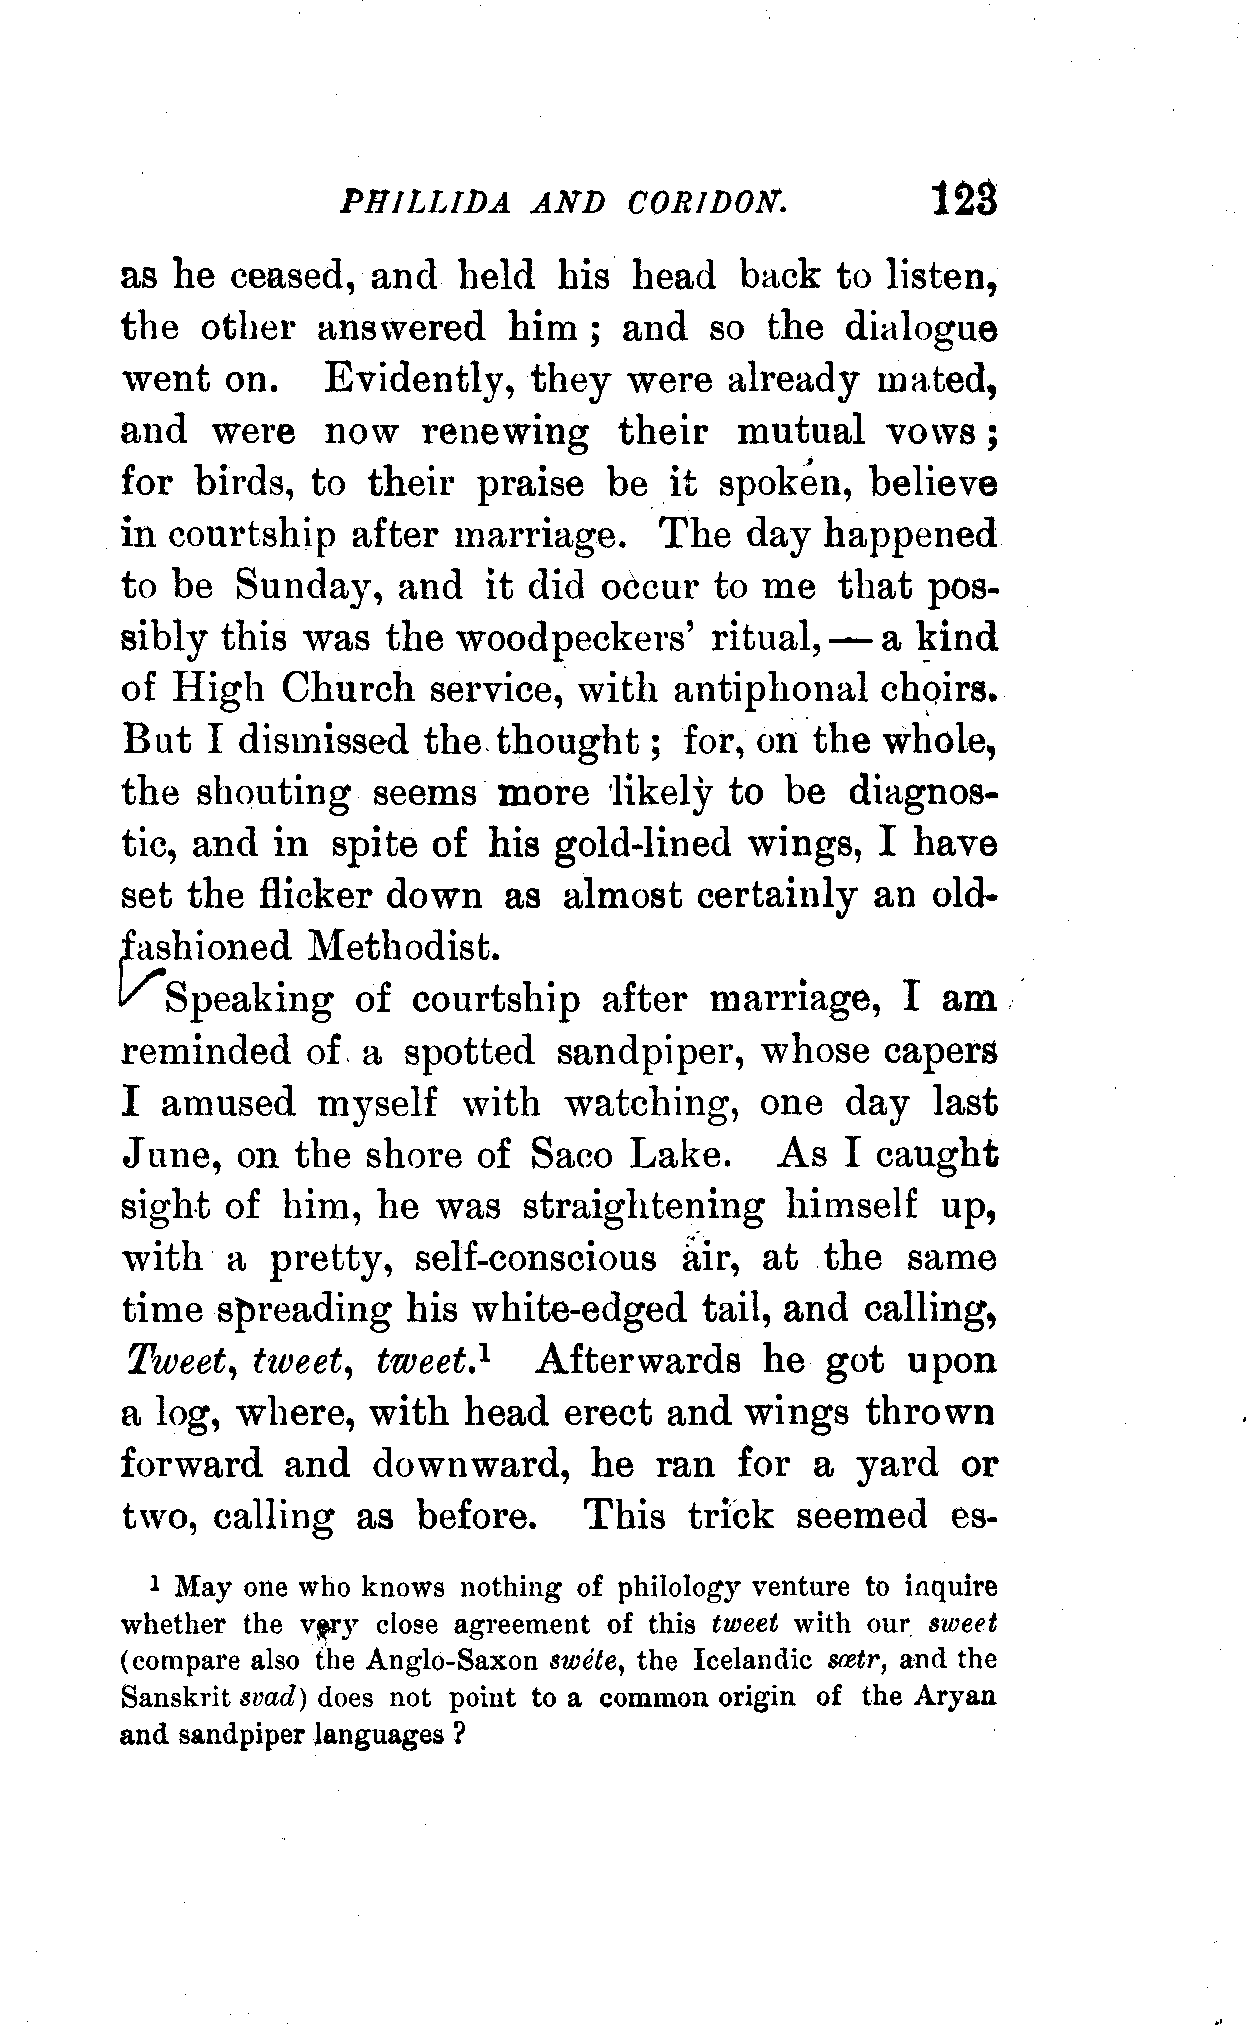 PHILLIDA AND CORIDON. 123
as he ceased, and held his head back to listen,
the other answered him ; and so the dialogue
went on. Evidently, they were already mated,
and were now renewing their mutual vows ;
for birds, to their praise be it spoken, believe
in courtship after marriage. The day happened
to be Sunday, and it did occur to me that pos-
sibly this was the woodpeckers' ritual, — a kind
of High Church service, with antiphonal choirs.
But I dismissed the thought ; for, on the whole,
the shouting seems more likely to be diagnos-
tic, and in spite of his gold-lined wings, I have
set the flicker down as almost certainly an old-
fashioned Methodist.
Speaking of courtship after marriage, I am
reminded of a spotted sandpiper, whose capers
I amused myself with watching, one day last
June, on the shore of Saco Lake. As I caught
sight of him, he was straightening himself up,
with a pretty, self-conscious air, at the same
time spreading his white-edged tail, and calling,
Tweet, tweet, tweet.¹ Afterwards he got upon
a log, where, with head erect and wings thrown
forward and downward, he ran for a yard or
two, calling as before. This trick seemed es-
¹ May one who knows nothing of philology venture to inquire
whether the very close agreement of this tweet with our sweet
(compare also the Anglo-Saxon swéte, the Icelandic sœtr, and the
Sanskrit svad) does not point to a common origin of the Aryan
and sandpiper languages ?